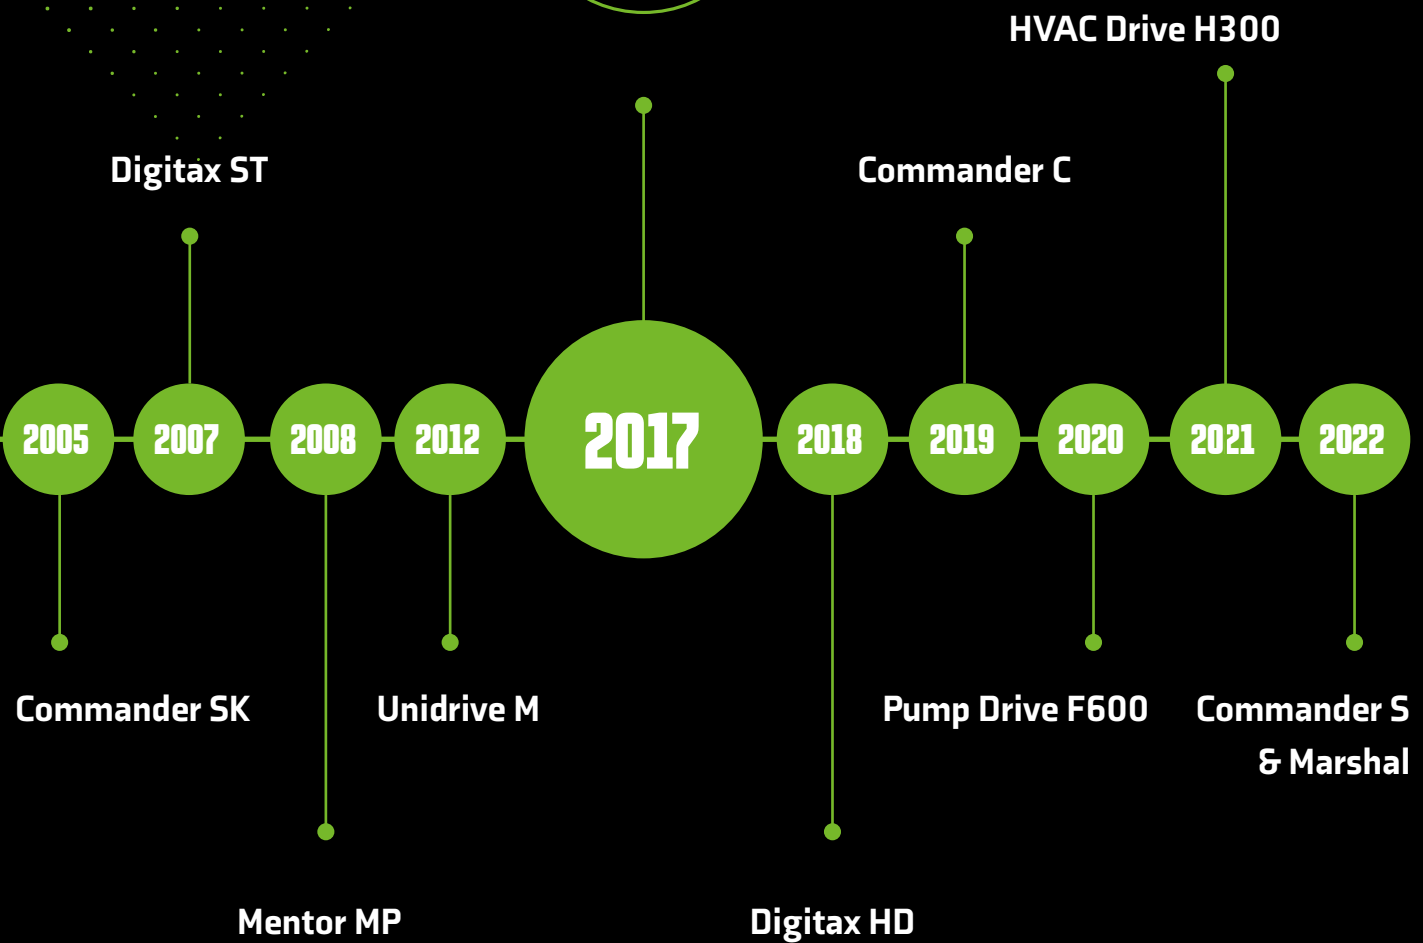 HVAC Drive H300
Digitax ST
Commander C
2005
2007
2008
2012
2017
2018
2019
2020
2021
2022
Commander SK
Unidrive M
Pump Drive F600
Commander S
& Marshal
Mentor MP
Digitax HD